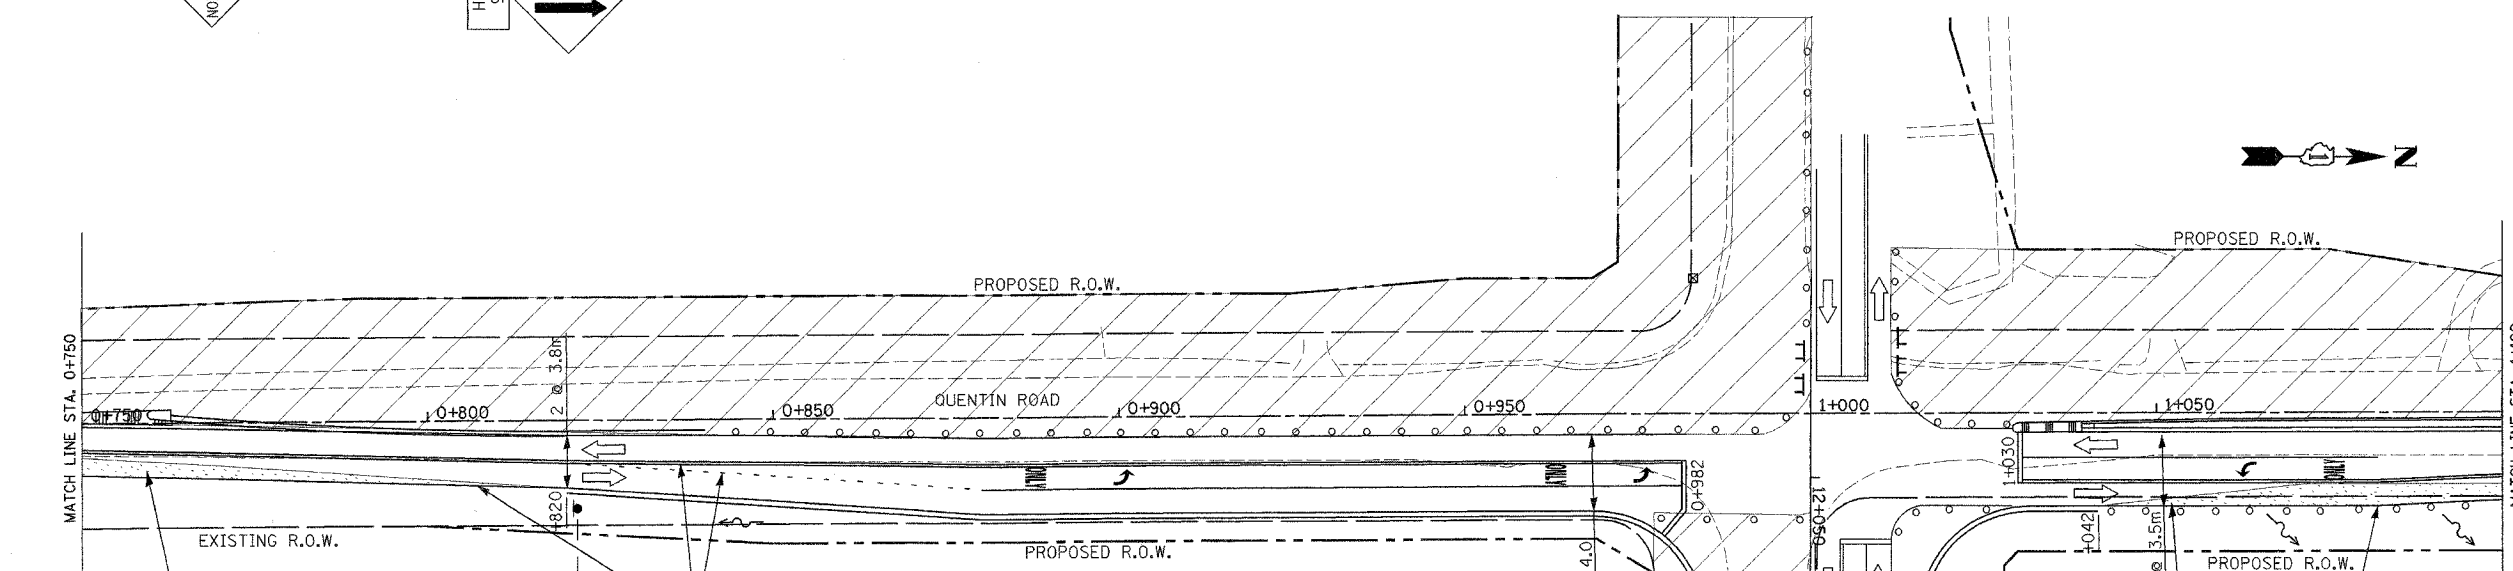 NO
H
N
PROPOSED R.O.W.
PROPOSED R.O.W.
MATCH LINE STA. 0+750
2 @ 3.8m
0+750
0+800
0+850
QUENTIN ROAD
0+900
0+950
1+000
1+050
ONLY
ONLY
0+982
1+030
ONLY
+820
12+050
+042
@ 3.5m
4.0
EXISTING R.O.W.
PROPOSED R.O.W.
PROPOSED R.O.W.